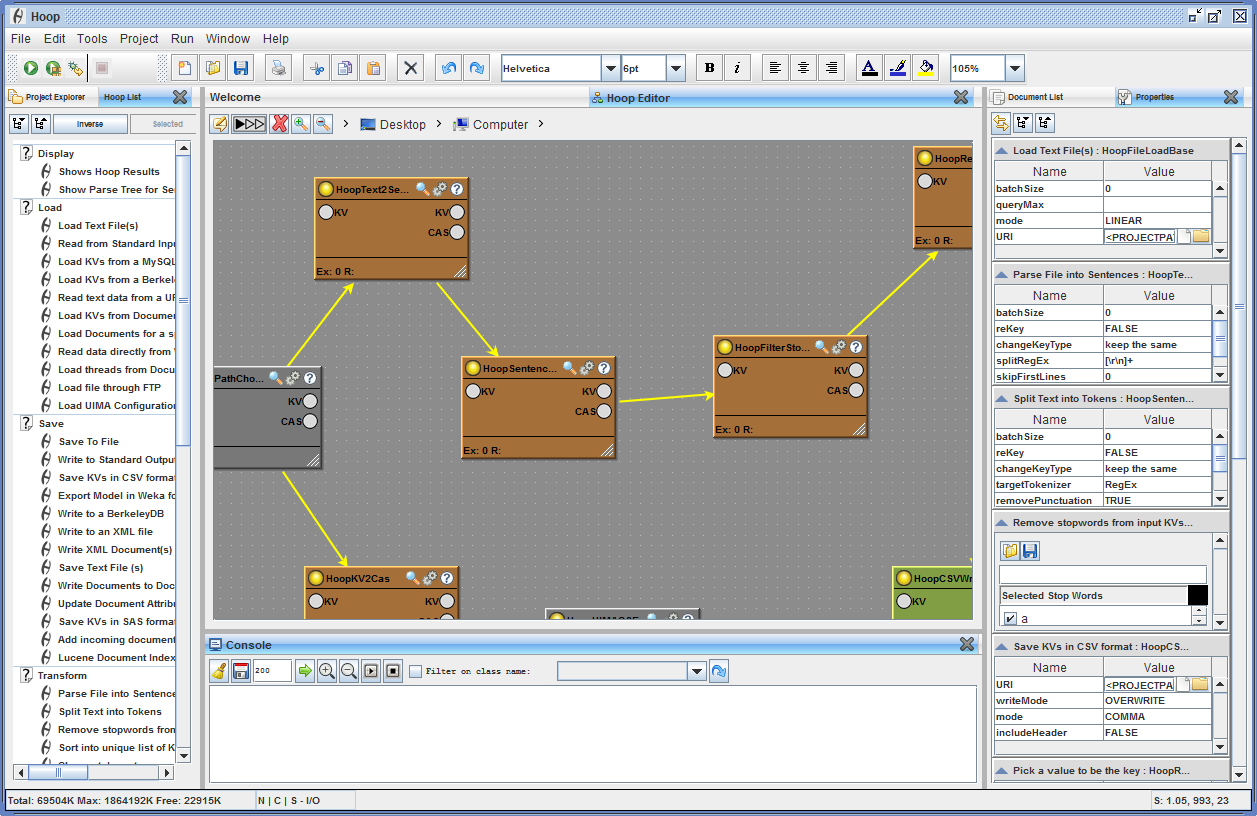 Hoop
File Edit Tools Project Run Window Help
Helvetica 6pt B i A 105%
Project Explorer Hoop List
Inverse Selected
Display
Shows Hoop Results
Show Parse Tree for Se
Load
Load Text File(s)
Read from Standard Inpu
Load KVs from a MySQL
Load KVs from a Berkel
Read text data from a UR
Load KVs from Documen
Load Documents for a sp
Read data directly from
Load threads from Docu
Load file through FTP
Load UIMA Configuration
Save
Save To File
Write to Standard Output
Save KVs in CSV format
Export Model in Weka fo
Write to a BerkeleyDB
Write to an XML file
Write XML Document(s)
Save Text File (s)
Write Documents to Doc
Update Document Attribu
Save KVs in SAS format
Add incoming document
Lucene Document Index
Transform
Parse File into Sentence
Split Text into Tokens
Remove stopwords from
Sort into unique list of K
Welcome
Hoop Editor
Desktop Computer
HoopText2Se... ?
KV KV
CAS
Ex: 0 R:
PathCho... ?
KV
CAS
HoopSentenc... ?
KV KV
CAS
Ex: 0 R:
HoopFilterSto... ?
KV KV
CAS
Ex: 0 R:
HoopRe
KV
Ex: 0 R:
HoopKV2Cas ?
KV KV
HoopCSVWr
KV
Console
200 Filter on class name:
Document List Properties
Load Text File(s) : HoopFileLoadBase
Name Value
batchSize 0
queryMax
mode LINEAR
URI <PROJECTPA
Parse File into Sentences : HoopTe...
Name Value
batchSize 0
reKey FALSE
changeKeyType keep the same
splitRegEx [\r\n]+
skipFirstLines 0
Split Text into Tokens : HoopSenten...
Name Value
batchSize 0
reKey FALSE
changeKeyType keep the same
targetTokenizer RegEx
removePunctuation TRUE
Remove stopwords from input KVs...
Selected Stop Words
a
Save KVs in CSV format : HoopCS...
Name Value
URI <PROJECTPA
writeMode OVERWRITE
mode COMMA
includeHeader FALSE
Pick a value to be the key : HoopR...
Total: 69504K Max: 1864192K Free: 22915K N | C | S - I/O S: 1.05, 993, 23